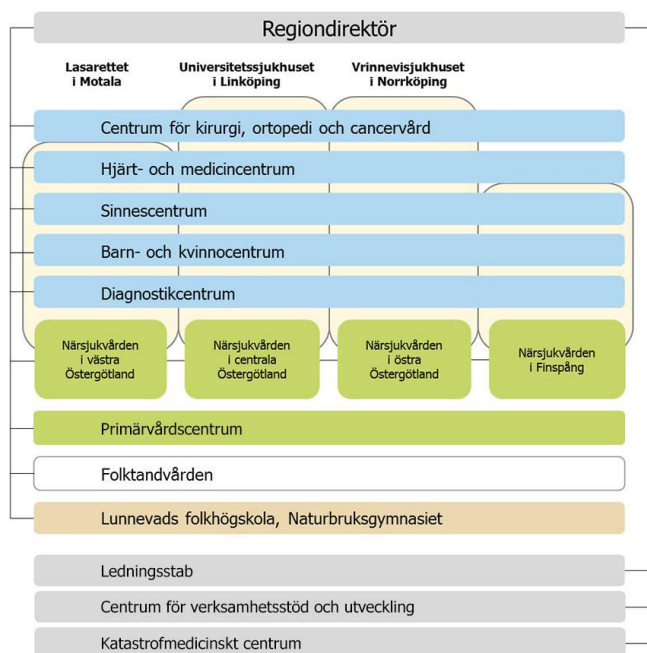 Regiondirektör
Lasarettet
i Motala
Universitetssjukhuset
i Linköping
Vrinnevisjukhuset
i Norrköping
Centrum för kirurgi, ortopedi och cancervård
Hjärt- och medicincentrum
Sinnescentrum
Barn- och kvinnocentrum
Diagnostikcentrum
Närsjukvården
i västra
Östergötland
Närsjukvården
i centrala
Östergötland
Närsjukvården
i östra
Östergötland
Närsjukvården
i Finspång
Primärvårdscentrum
Folktandvården
Lunnevads folkhögskola, Naturbruksgymnasiet
Ledningsstab
Centrum för verksamhetsstöd och utveckling
Katastrofmedicinskt centrum